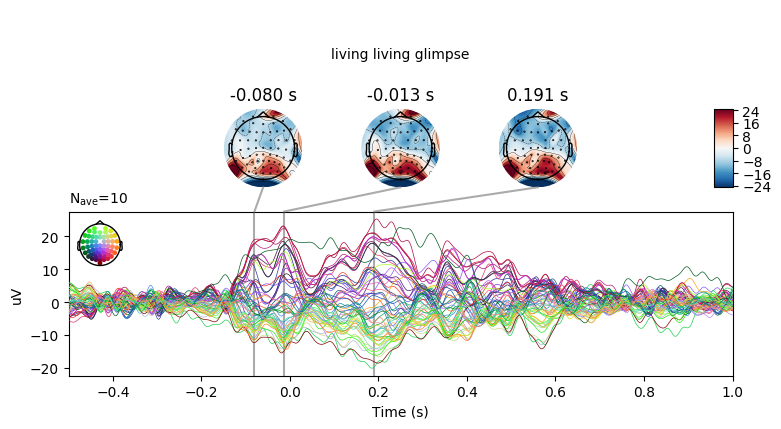 living living glimpse
-0.080 s -0.013 s 0.191 s
24
16
8
0
−8
−16
−24
Nave=10
uV
20
10
0
−10
−20
−0.4 −0.2 0.0 0.2 0.4 0.6 0.8 1.0
Time (s)